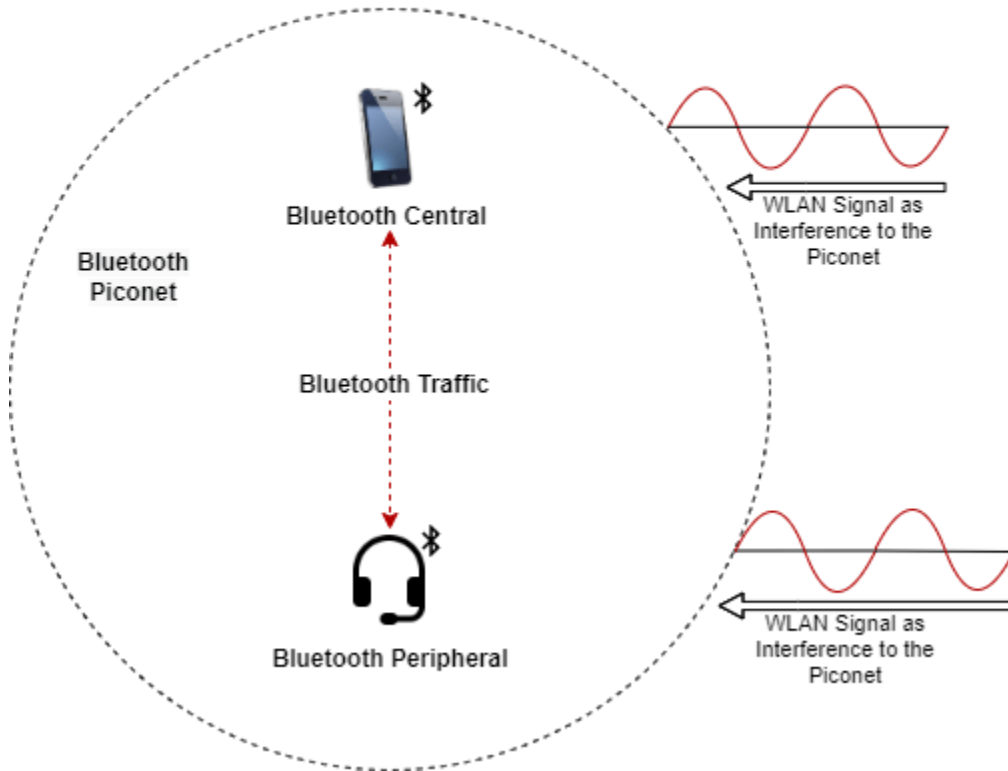 Bluetooth Central
Bluetooth
Piconet
Bluetooth Traffic
Bluetooth Peripheral
WLAN Signal as
Interference to the
Piconet
WLAN Signal as
Interference to the
Piconet